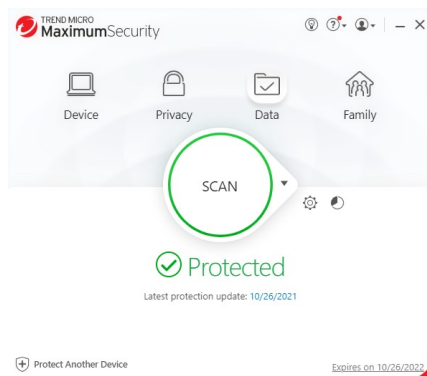 TREND MICRO
MaximumSecurity
Device Privacy Data Family
SCAN
Protected
Latest protection update: 10/26/2021
Protect Another Device Expires on 10/26/2022